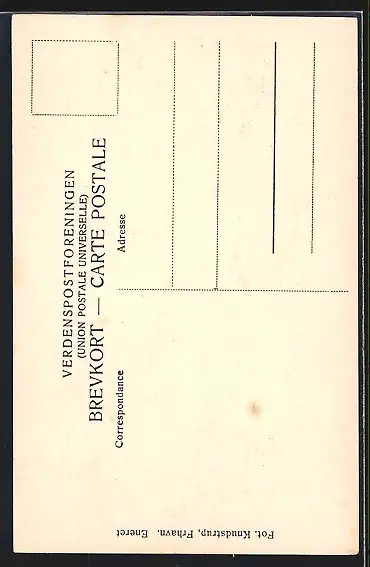 VERDENSPOSTFORENINGEN
(UNION POSTALE UNIVERSELLE)
BREVKORT — CARTE POSTALE
Correspondance
Adresse
Fot. Knudstrup, Frhavn. Eneret